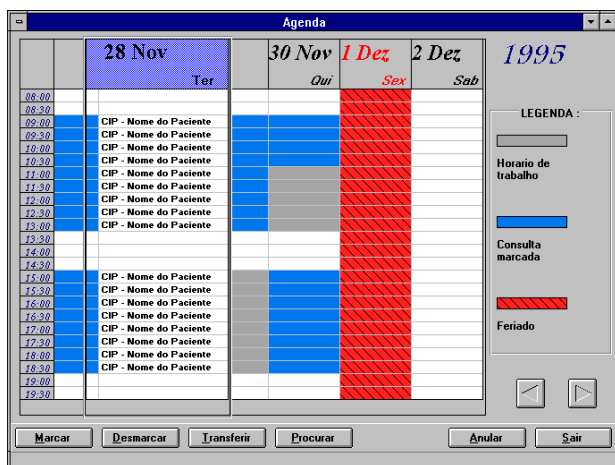 Agenda
28 Nov
Ter
30 Nov
Qui
1 Dez
Sex
2 Dez
Sab
1995
08:00
08:30
09:00 CIP - Nome do Paciente
09:30 CIP - Nome do Paciente
10:00 CIP - Nome do Paciente
10:30 CIP - Nome do Paciente
11:00 CIP - Nome do Paciente
11:30 CIP - Nome do Paciente
12:00 CIP - Nome do Paciente
12:30 CIP - Nome do Paciente
13:00 CIP - Nome do Paciente
13:30
14:00
14:30
15:00 CIP - Nome do Paciente
15:30 CIP - Nome do Paciente
16:00 CIP - Nome do Paciente
16:30 CIP - Nome do Paciente
17:00 CIP - Nome do Paciente
17:30 CIP - Nome do Paciente
18:00 CIP - Nome do Paciente
18:30 CIP - Nome do Paciente
19:00
19:30
LEGENDA :
Horario de
trabalho
Consulta
marcada
Feriado
Marcar
Desmarcar
Transferir
Procurar
Anular
Sair